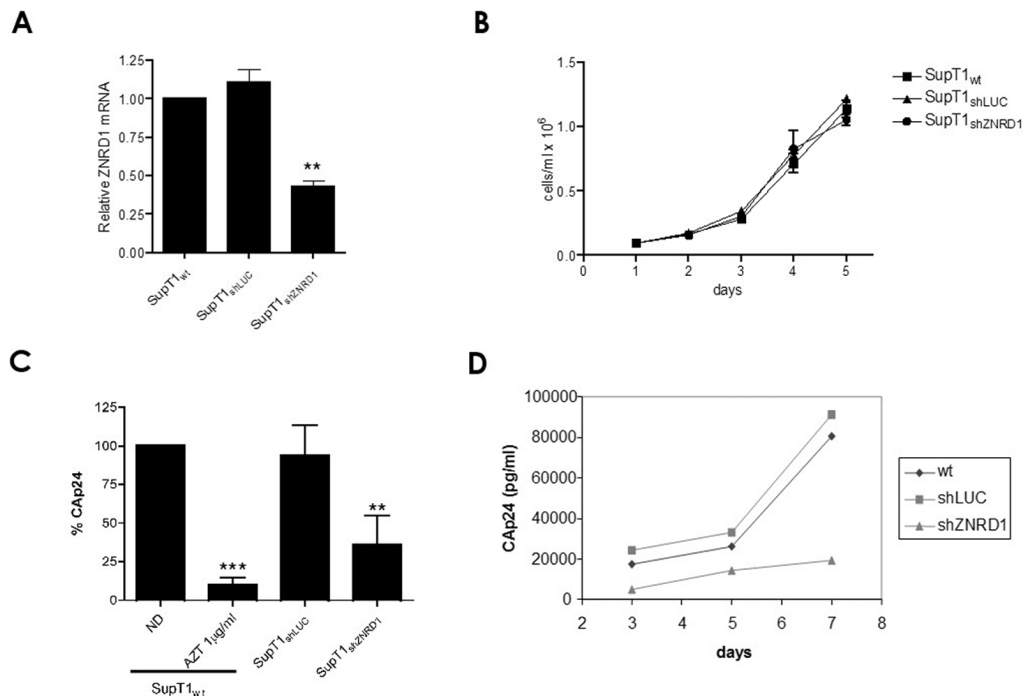 A
Relative ZNRD1 mRNA
1.25
1.00
0.75
0.50
0.25
0.00
**
SupT1wt
SupT1shLUC
SupT1shZNRD1
B
cells/ml x 10⁶
1.5
1.0
0.5
0.0
0 1 2 3 4 5
days
SupT1wt
SupT1shLUC
SupT1shZNRD1
C
% CAp24
125
100
75
50
25
0
***
**
ND
AZT 1µg/ml
SupT1shLUC
SupT1shZNRD1
SupT1wt
D
CAp24 (pg/ml)
100000
80000
60000
40000
20000
0
2 3 4 5 6 7 8
days
wt
shLUC
shZNRD1